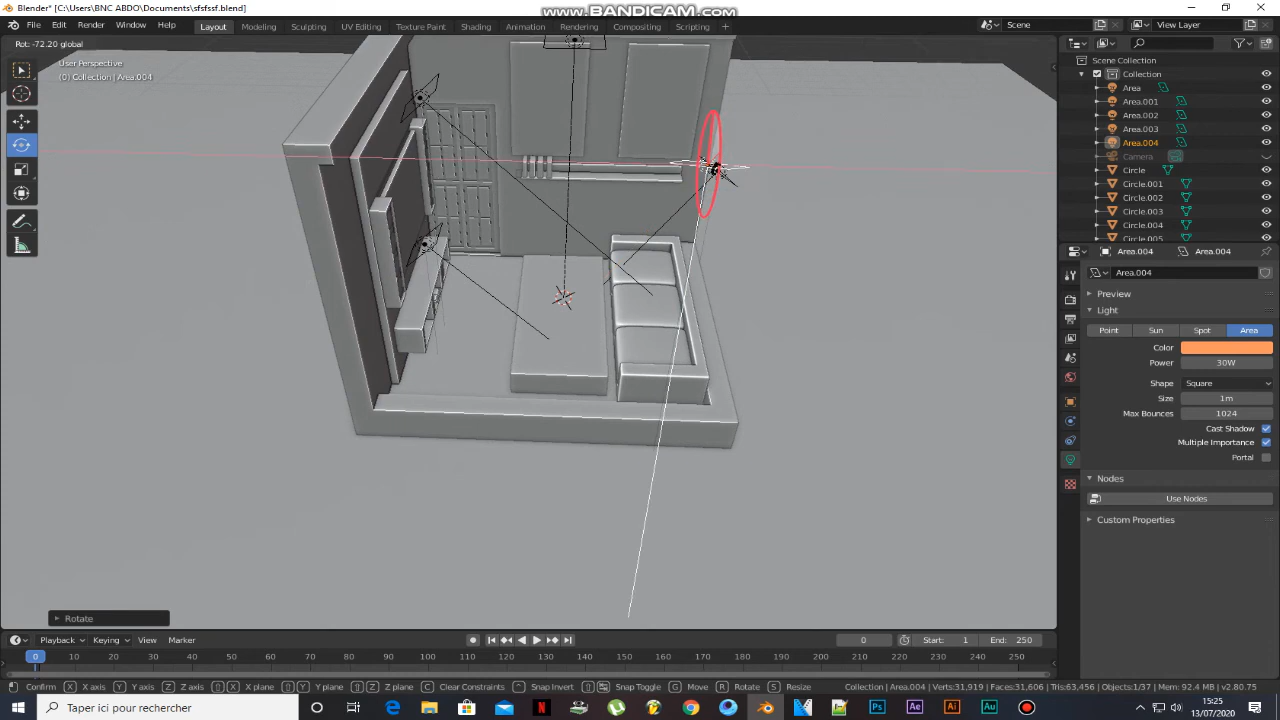 Blender* [C:\Users\BNC ABDO\Documents\sfsfssf.blend]
www.BANDICAM.com
File Edit Render Window Help
Layout Modeling Sculpting UV Editing Texture Paint Shading Animation Rendering Compositing Scripting +
Scene
View Layer
Rot: -72.20 global
User Perspective
(0) Collection | Area.004
Scene Collection
Collection
Area
Area.001
Area.002
Area.003
Area.004
Camera
Circle
Circle.001
Circle.002
Circle.003
Circle.004
Circle.005
Area.004 Area.004
Area.004
Preview
Light
Point Sun Spot Area
Color
Power 30W
Shape Square
Size 1m
Max Bounces 1024
Cast Shadow
Multiple Importance
Portal
Nodes
Use Nodes
Custom Properties
Rotate
Playback Keying View Marker
0 Start: 1 End: 250
0 10 20 30 40 50 60 70 80 90 100 110 120 130 140 150 160 170 180 190 200 210 220 230 240 250
Confirm X X axis Y Y axis Z Z axis X X plane Y Y plane Z Z plane C Clear Constraints Snap Invert Snap Toggle G Move R Rotate S Resize
Collection | Area.004 | Verts:31,919 | Faces:31,606 | Tris:63,456 | Objects:1/37 | Mem: 92.4 MB | v2.80.75
Taper ici pour rechercher
15:25
13/07/2020